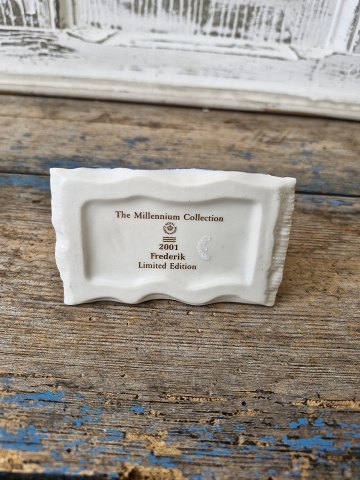 The Millennium Collection
2001
Frederik
Limited Edition